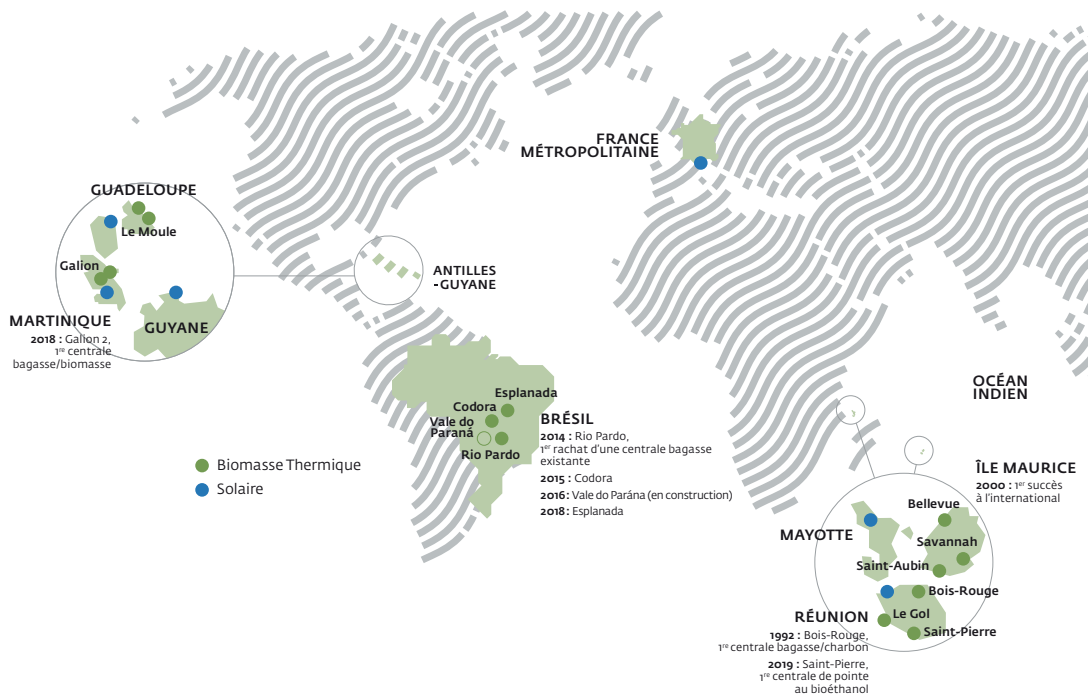 FRANCE
MÉTROPOLITAINE
GUADELOUPE
Le Moule
Galion
MARTINIQUE
2018 : Galion 2,
1re centrale
bagasse/biomasse
GUYANE
ANTILLES
-GUYANE
Esplanada
Codora
Vale do
Paraná
Rio Pardo
BRÉSIL
2014 : Rio Pardo,
1er rachat d'une centrale bagasse
existante
2015 : Codora
2016 : Vale do Parána (en construction)
2018 : Esplanada
Biomasse Thermique
Solaire
OCÉAN
INDIEN
ÎLE MAURICE
2000 : 1er succès
à l'international
Bellevue
MAYOTTE
Savannah
Saint-Aubin
Bois-Rouge
RÉUNION
Le Gol
Saint-Pierre
1992 : Bois-Rouge,
1re centrale bagasse/charbon
2019 : Saint-Pierre,
1re centrale de pointe
au bioéthanol